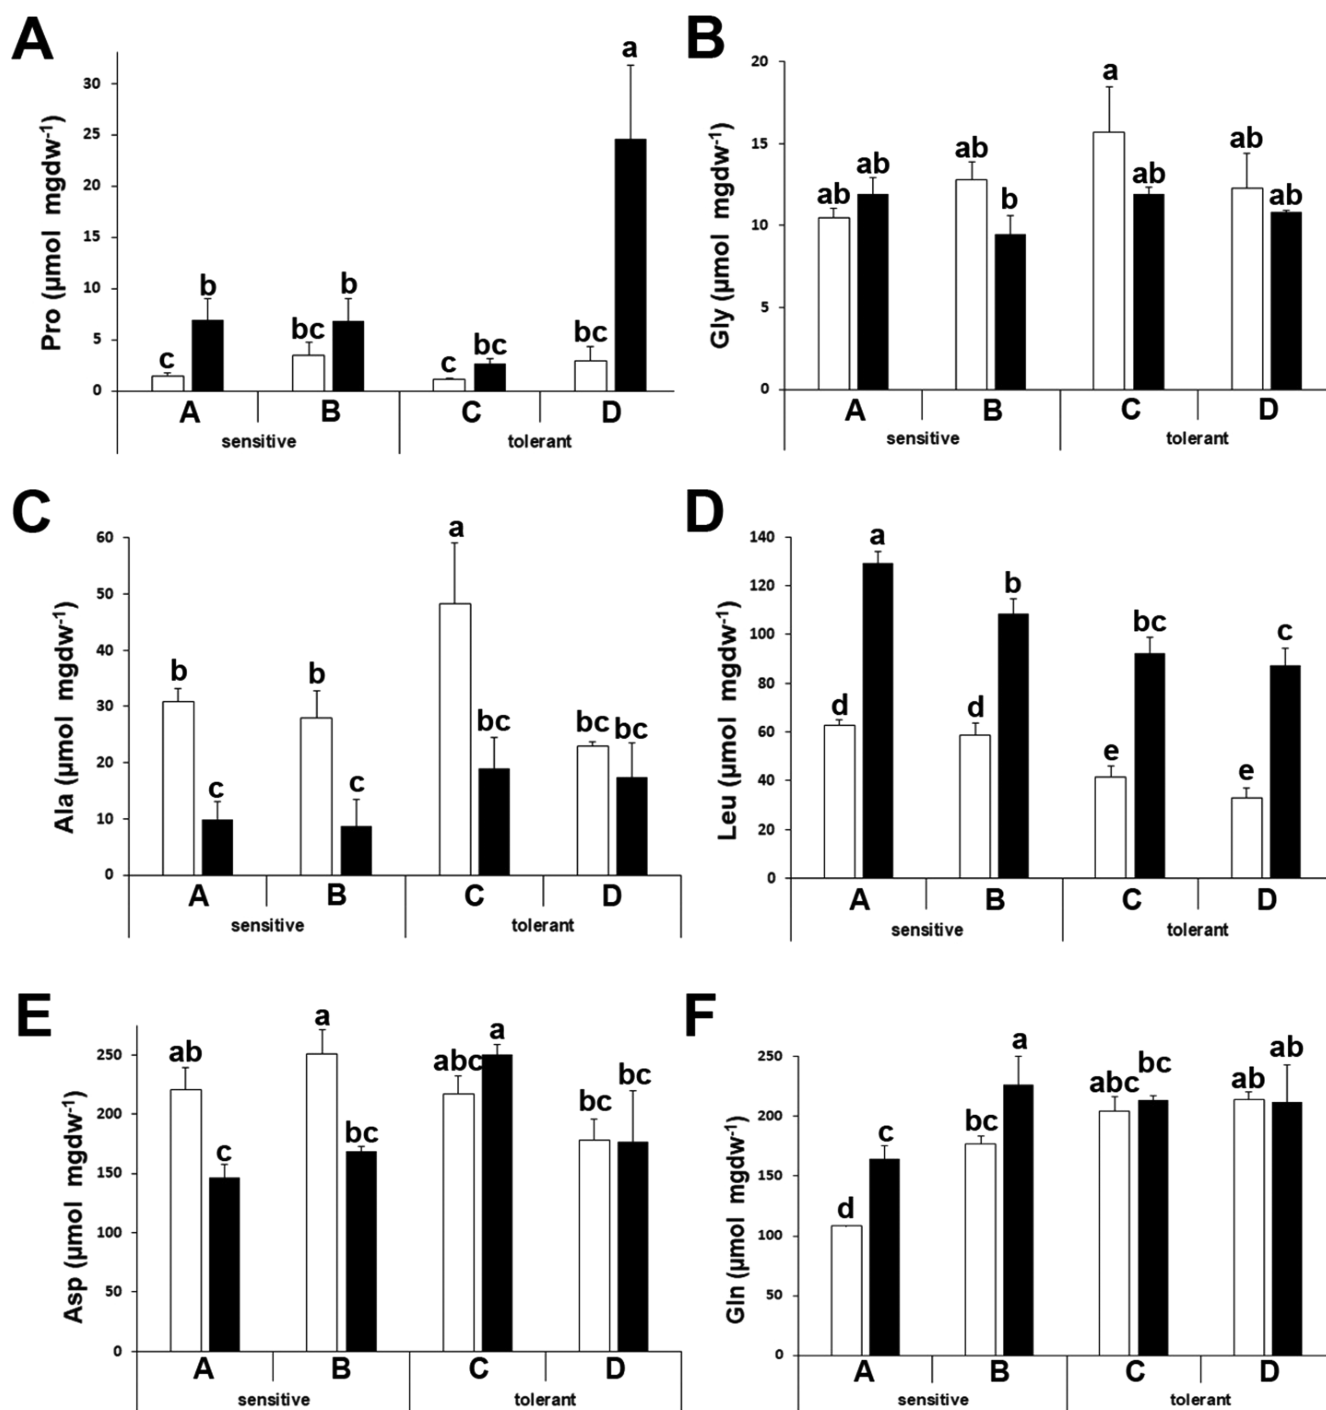 A
Pro (µmol mgdw-1)
30
25
20
15
10
5
0
c
b
bc
b
c
bc
bc
a
A
B
C
D
sensitive
tolerant
B
Gly (µmol mgdw-1)
20
15
10
5
0
ab
ab
ab
b
a
ab
ab
ab
A
B
C
D
sensitive
tolerant
C
Ala (µmol mgdw-1)
60
50
40
30
20
10
0
b
c
b
c
a
bc
bc
bc
A
B
C
D
sensitive
tolerant
D
Leu (µmol mgdw-1)
140
120
100
80
60
40
20
0
d
a
d
b
e
bc
e
c
A
B
C
D
sensitive
tolerant
E
Asp (µmol mgdw-1)
250
200
150
100
50
0
ab
c
a
bc
abc
a
bc
bc
A
B
C
D
sensitive
tolerant
F
Gln (µmol mgdw-1)
250
200
150
100
50
0
d
c
bc
a
abc
bc
ab
ab
A
B
C
D
sensitive
tolerant